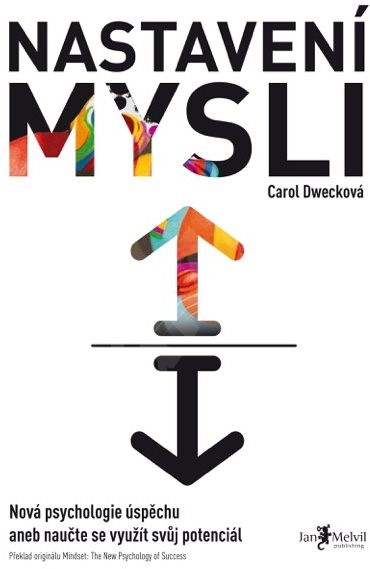 NASTAVENÍ
MYSLI
Carol Dwecková
Nová psychologie úspěchu
aneb naučte se využít svůj potenciál
Překlad originálu Mindset: The New Psychology of Success
Jan Melvil
publishing